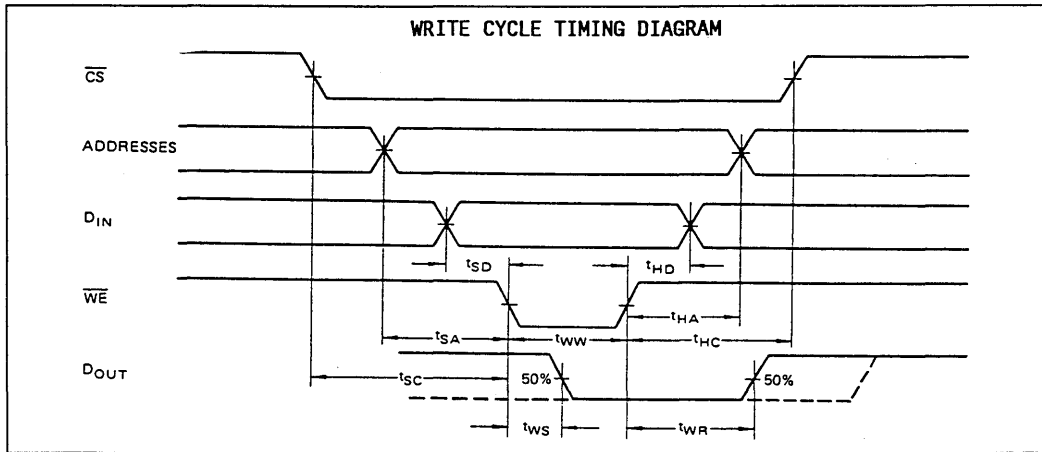 WRITE CYCLE TIMING DIAGRAM
CS
ADDRESSES
DIN
tSD
tHD
WE
tHA
tSA
tWW
tHC
DOUT
tSC
50%
50%
tWS
tWR